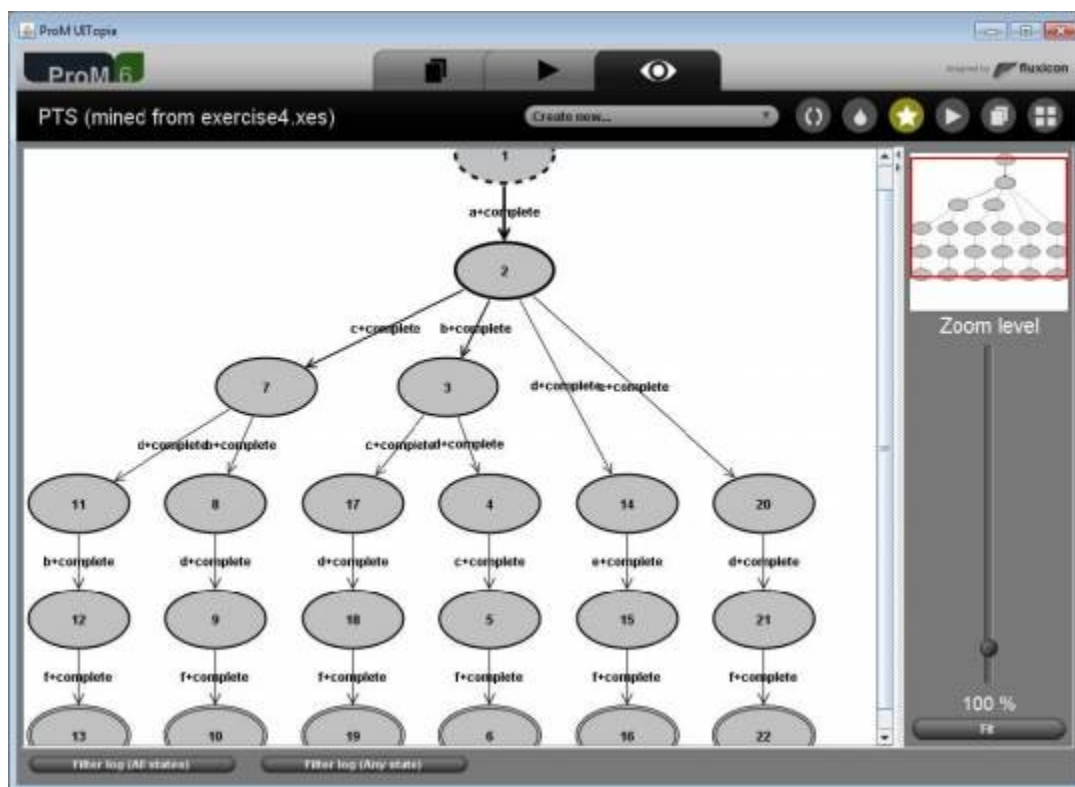 ProM UITopia
ProM 6
designed by fluxicon
PTS (mined from exercise4.xes)
Create new...
1
a+complete
2
c+complete
b+complete
7
3
d+complete
e+complete
d+complete
b+complete
c+complete
d+complete
11
8
17
4
14
20
b+complete
d+complete
d+complete
c+complete
e+complete
d+complete
12
9
18
5
15
21
f+complete
f+complete
f+complete
f+complete
f+complete
f+complete
13
10
19
6
16
22
Zoom level
100 %
Fit
Filter log (All states)
Filter log (Any state)